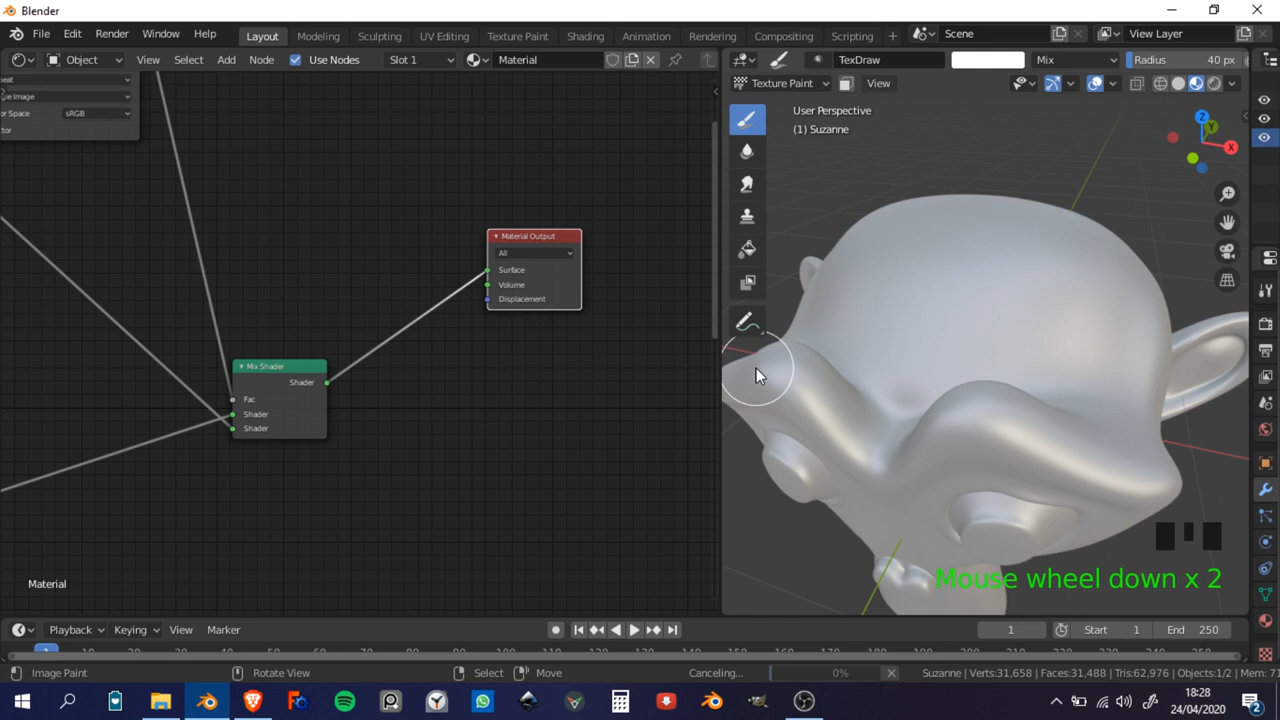 Blender
File Edit Render Window Help Layout Modeling Sculpting UV Editing Texture Paint Shading Animation Rendering Compositing Scripting + Scene View Layer
Object View Select Add Node Use Nodes Slot 1 Material TexDraw Mix Radius 40 px
Texture Paint View
sRGB
User Perspective
(1) Suzanne
Z
Y
X
Material Output
All
Surface
Volume
Displacement
Mix Shader
Shader
Fac
Shader
Shader
Material
Mouse wheel down x 2
Playback Keying View Marker 1 Start 1 End 250
1
Image Paint Rotate View Select Move Canceling... 0% Suzanne | Verts:31,658 | Faces:31,488 | Tris:62,976 | Objects:1/2 | Mem: 71
18:28
24/04/2020
2